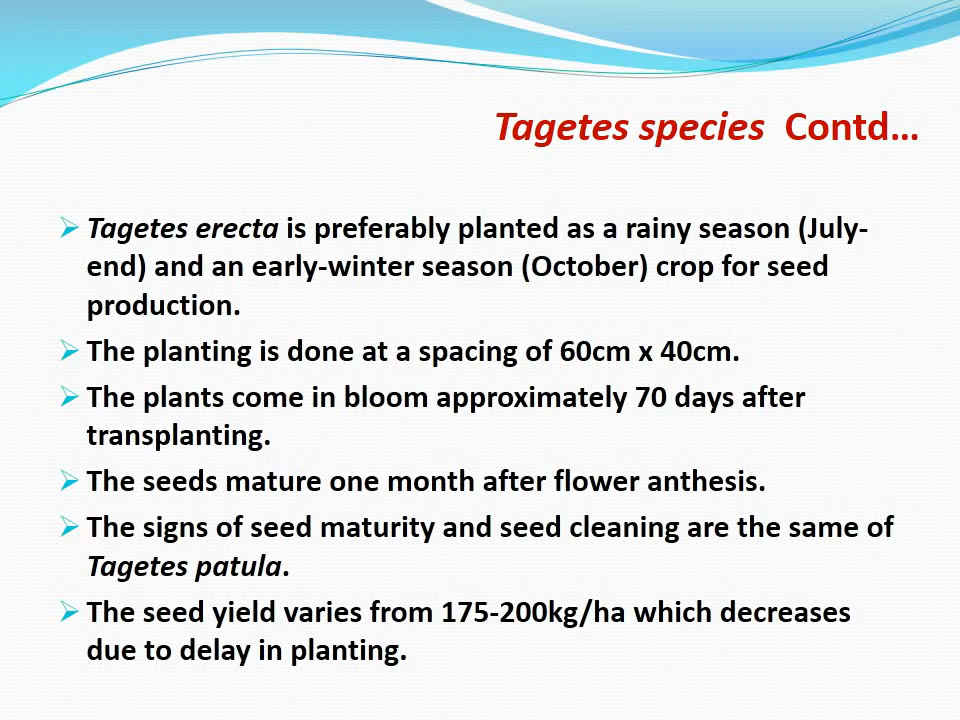 Tagetes species Contd...
Tagetes erecta is preferably planted as a rainy season (July-
end) and an early-winter season (October) crop for seed
production.
The planting is done at a spacing of 60cm x 40cm.
The plants come in bloom approximately 70 days after
transplanting.
The seeds mature one month after flower anthesis.
The signs of seed maturity and seed cleaning are the same of
Tagetes patula.
The seed yield varies from 175-200kg/ha which decreases
due to delay in planting.